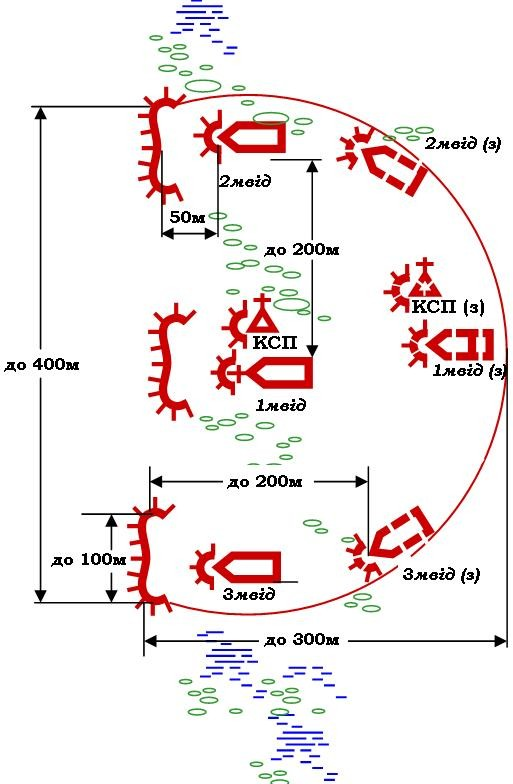 2мвід (з)
2мвід
50м
до 200м
КСП (з)
КСП
до 400м
1мвід (з)
1мвід
до 200м
до 100м
3мвід (з)
3мвід
до 300м